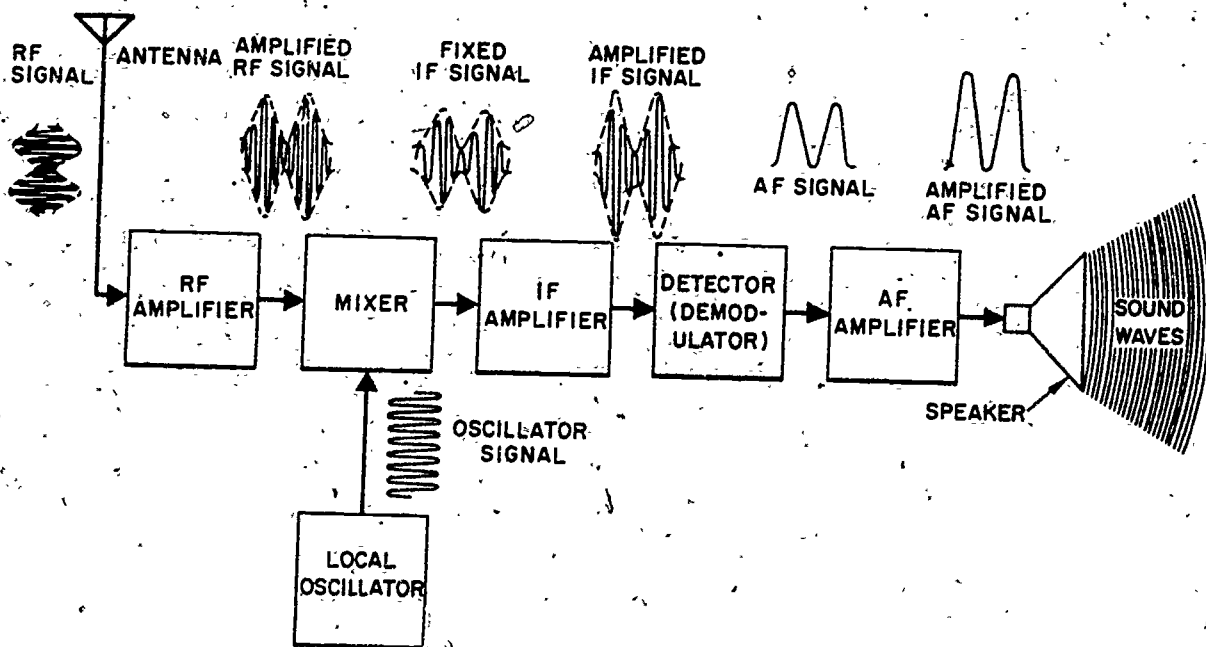 RF
SIGNAL
ANTENNA
AMPLIFIED
RF SIGNAL
FIXED
IF SIGNAL
AMPLIFIED
IF SIGNAL
AF SIGNAL
AMPLIFIED
AF SIGNAL
RF
AMPLIFIER
MIXER
IF
AMPLIFIER
DETECTOR
(DEMOD-
ULATOR)
AF
AMPLIFIER
SOUND
WAVES
SPEAKER
OSCILLATOR
SIGNAL
LOCAL
OSCILLATOR